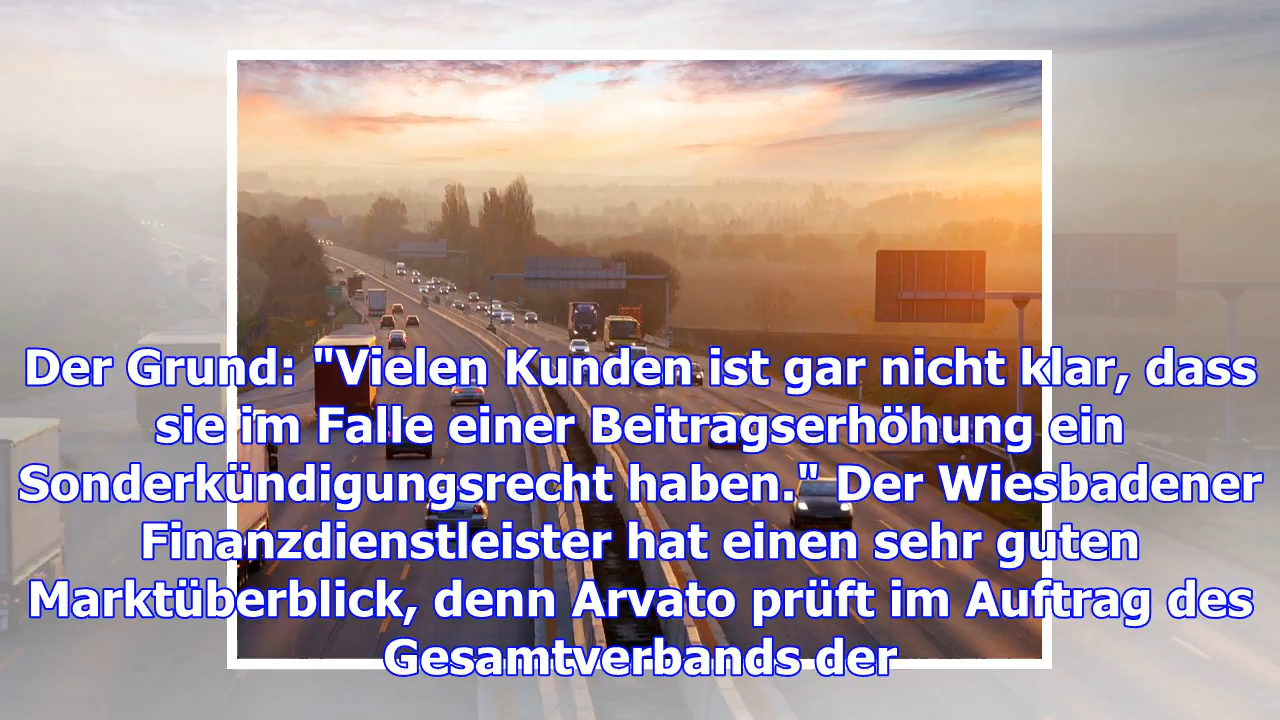 Der Grund: "Vielen Kunden ist gar nicht klar, dass
sie im Falle einer Beitragserhöhung ein
Sonderkündigungsrecht haben." Der Wiesbadener
Finanzdienstleister hat einen sehr guten
Marktüberblick, denn Arvato prüft im Auftrag des
Gesamtverbands der